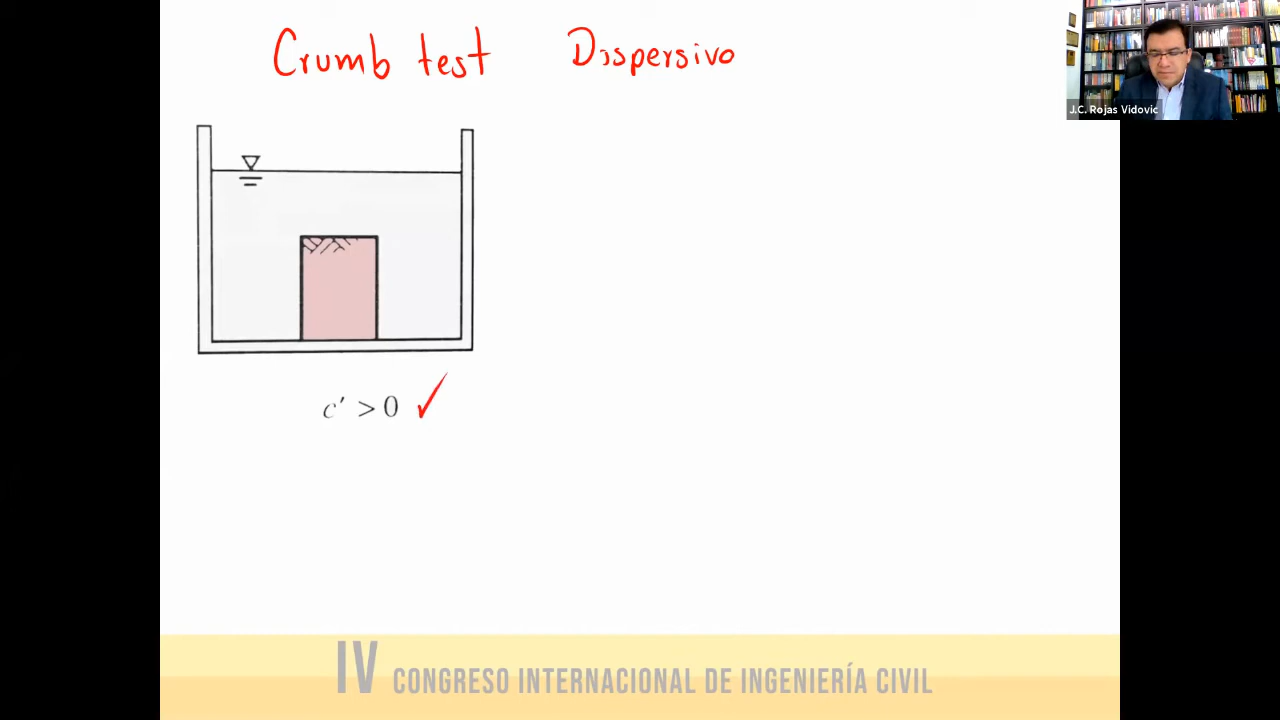 Crumb test Dispersivo
J.C. Rojas Vidovic
c′ > 0 ✓
IV CONGRESO INTERNACIONAL DE INGENIERÍA CIVIL